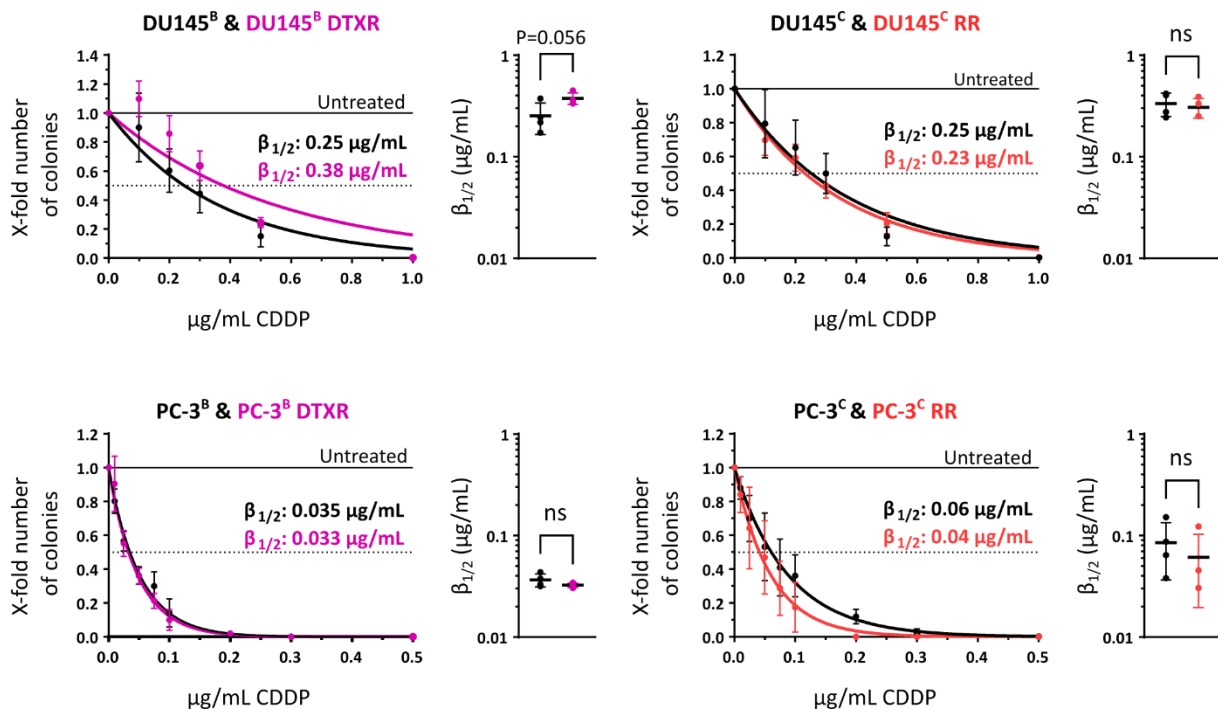 DU145ᴮ & DU145ᴮ DTXR
1.4
1.2
1.0
0.8
0.6
0.4
0.2
0.0
0.0 0.2 0.4 0.6 0.8 1.0
X-fold number
of colonies
µg/mL CDDP
Untreated
β1/2: 0.25 µg/mL
β1/2: 0.38 µg/mL
P=0.056
1
0.1
0.01
β1/2 (µg/mL)
DU145ᶜ & DU145ᶜ RR
1.2
1.0
0.8
0.6
0.4
0.2
0.0
0.0 0.2 0.4 0.6 0.8 1.0
X-fold number
of colonies
µg/mL CDDP
Untreated
β1/2: 0.25 µg/mL
β1/2: 0.23 µg/mL
ns
1
0.1
0.01
β1/2 (µg/mL)
PC-3ᴮ & PC-3ᴮ DTXR
1.2
1.0
0.8
0.6
0.4
0.2
0.0
0.0 0.1 0.2 0.3 0.4 0.5
X-fold number
of colonies
µg/mL CDDP
Untreated
β1/2: 0.035 µg/mL
β1/2: 0.033 µg/mL
ns
1
0.1
0.01
β1/2 (µg/mL)
PC-3ᶜ & PC-3ᶜ RR
1.2
1.0
0.8
0.6
0.4
0.2
0.0
0.0 0.1 0.2 0.3 0.4 0.5
X-fold number
of colonies
µg/mL CDDP
Untreated
β1/2: 0.06 µg/mL
β1/2: 0.04 µg/mL
ns
1
0.1
0.01
β1/2 (µg/mL)